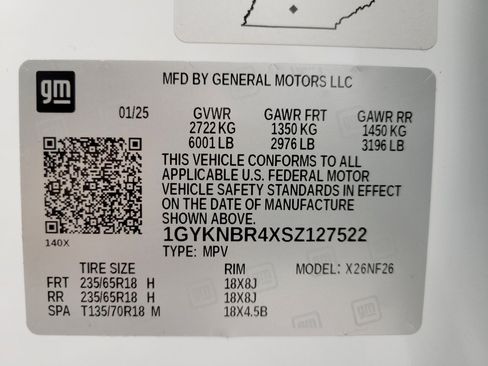 gm
MFD BY GENERAL MOTORS LLC
01/25 GVWR GAWR FRT GAWR RR
2722 KG 1350 KG 1450 KG
6001 LB 2976 LB 3196 LB
THIS VEHICLE CONFORMS TO ALL
APPLICABLE U.S. FEDERAL MOTOR
VEHICLE SAFETY STANDARDS IN EFFECT
ON THE DATE OF MANUFACTURE
SHOWN ABOVE.
140X
1GYKNBR4XSZ127522
TYPE: MPV
TIRE SIZE RIM MODEL: X26NF26
FRT 235/65R18 H 18X8J
RR 235/65R18 H 18X8J
SPA T135/70R18 M 18X4.5B